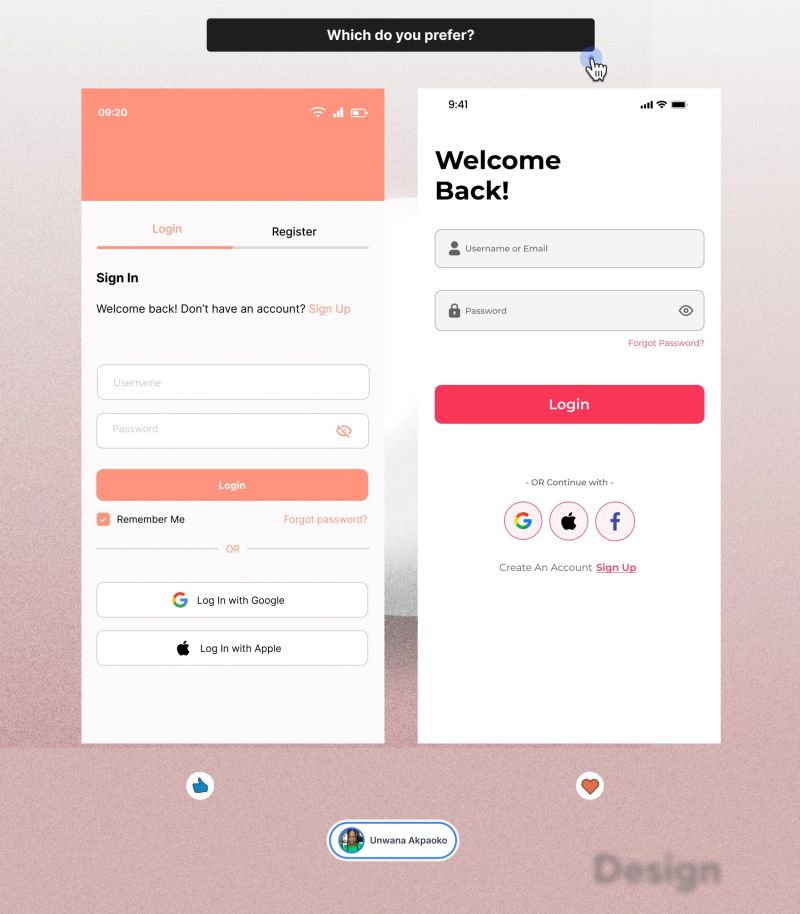 Which do you prefer?
09:20
Login
Register
Sign In
Welcome back! Don’t have an account? Sign Up
Username
Password
Login
Remember Me
Forgot password?
OR
Log In with Google
Log In with Apple
9:41
Welcome
Back!
Username or Email
Password
Forgot Password?
Login
- OR Continue with -
Create An Account Sign Up
Unwana Akpaoko
Design